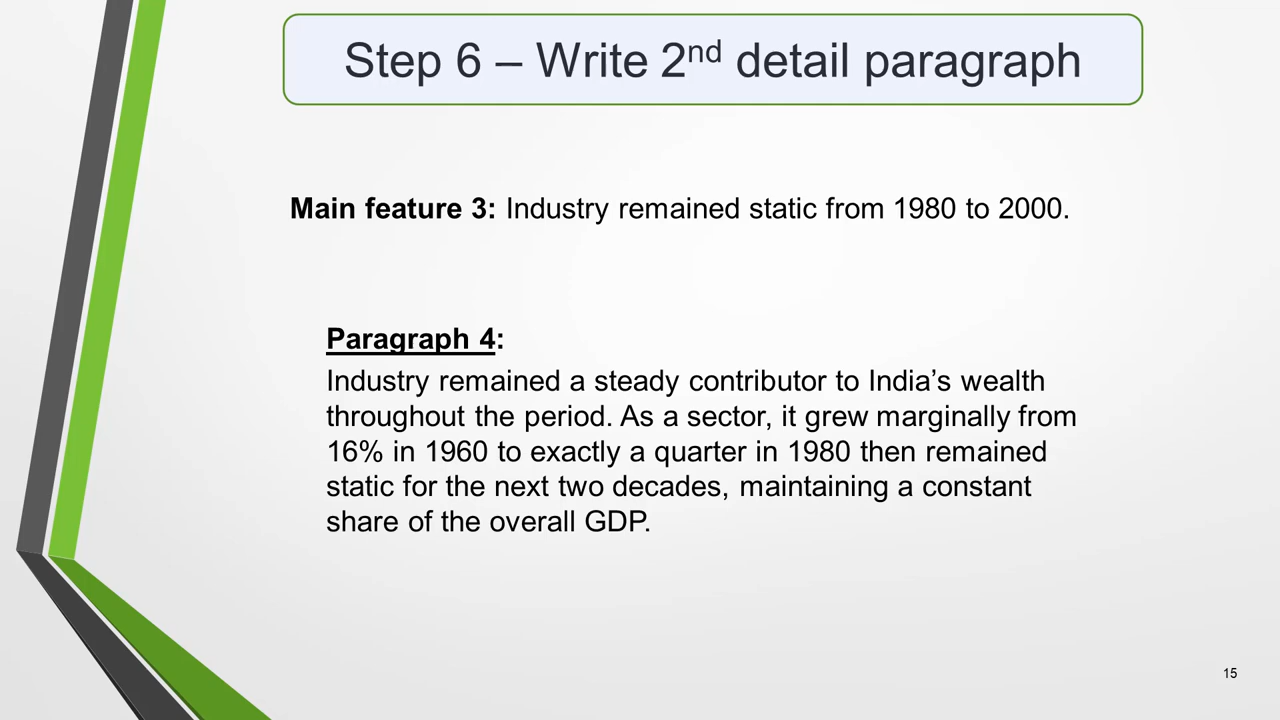 Step 6 – Write 2nd detail paragraph
Main feature 3: Industry remained static from 1980 to 2000.
Paragraph 4:
Industry remained a steady contributor to India’s wealth
throughout the period. As a sector, it grew marginally from
16% in 1960 to exactly a quarter in 1980 then remained
static for the next two decades, maintaining a constant
share of the overall GDP.
15